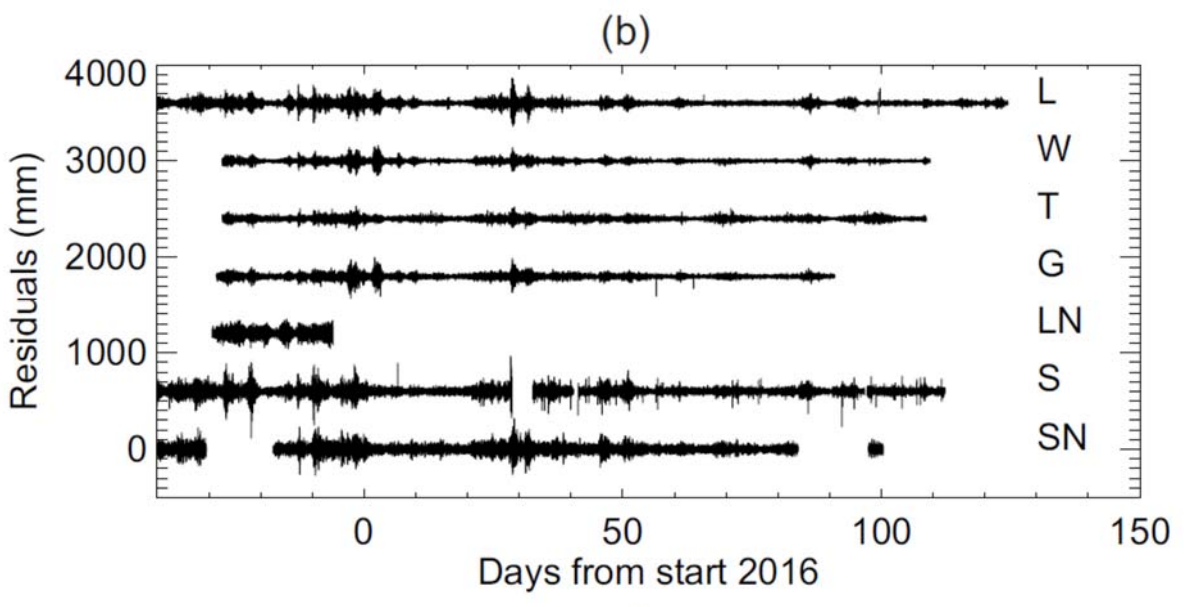 (b)
Residuals (mm)
4000
3000
2000
1000
0
L
W
T
G
LN
S
SN
0 50 100 150
Days from start 2016